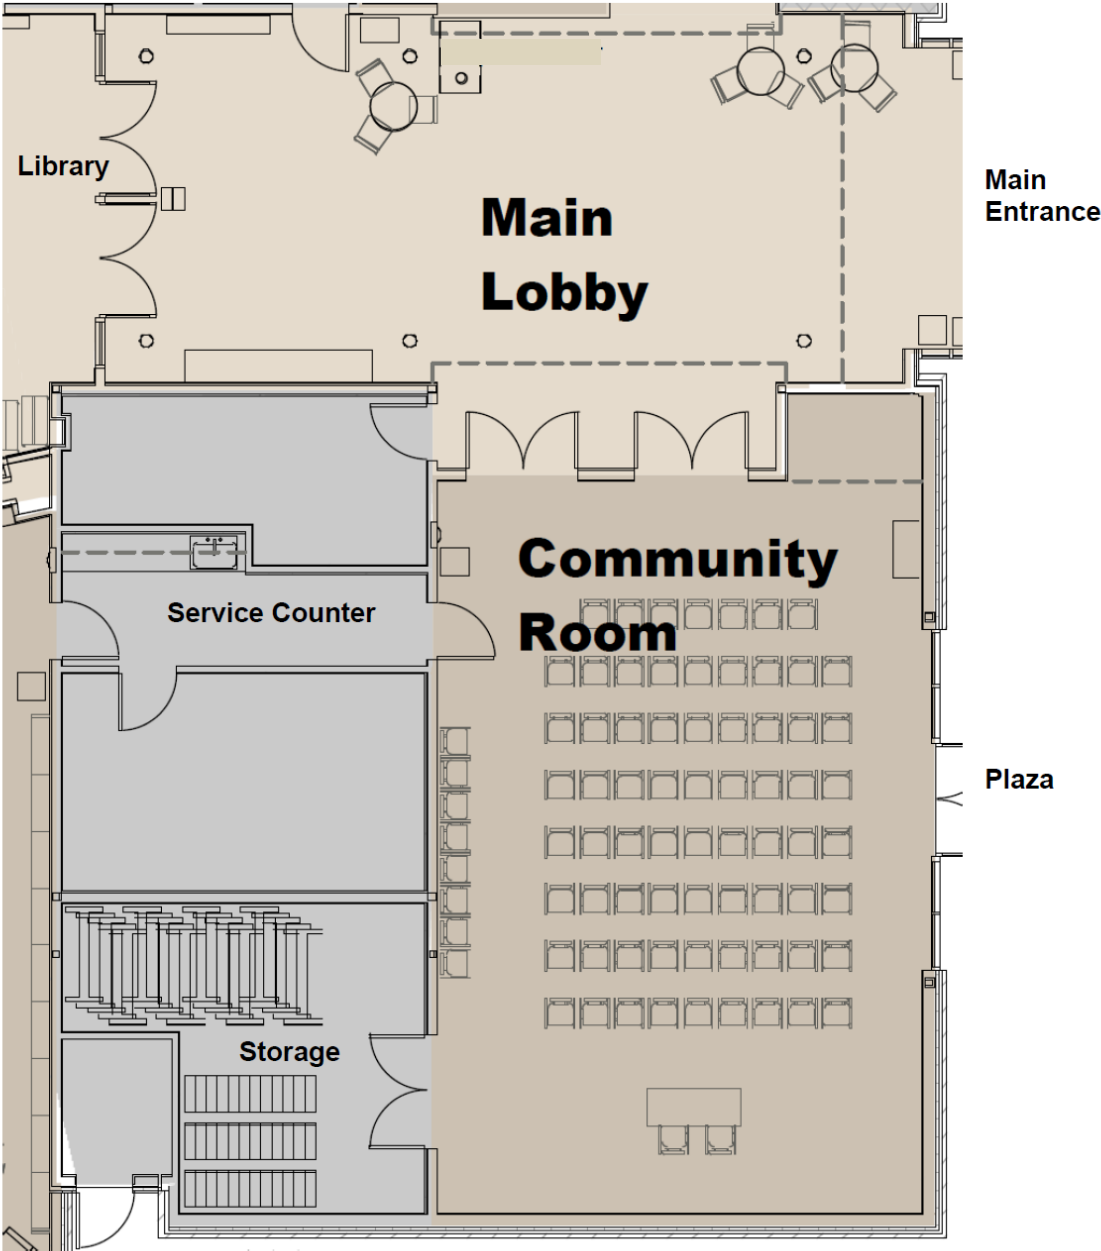 Library
Main
Entrance
Main
Lobby
Community
Room
Service Counter
Plaza
Storage